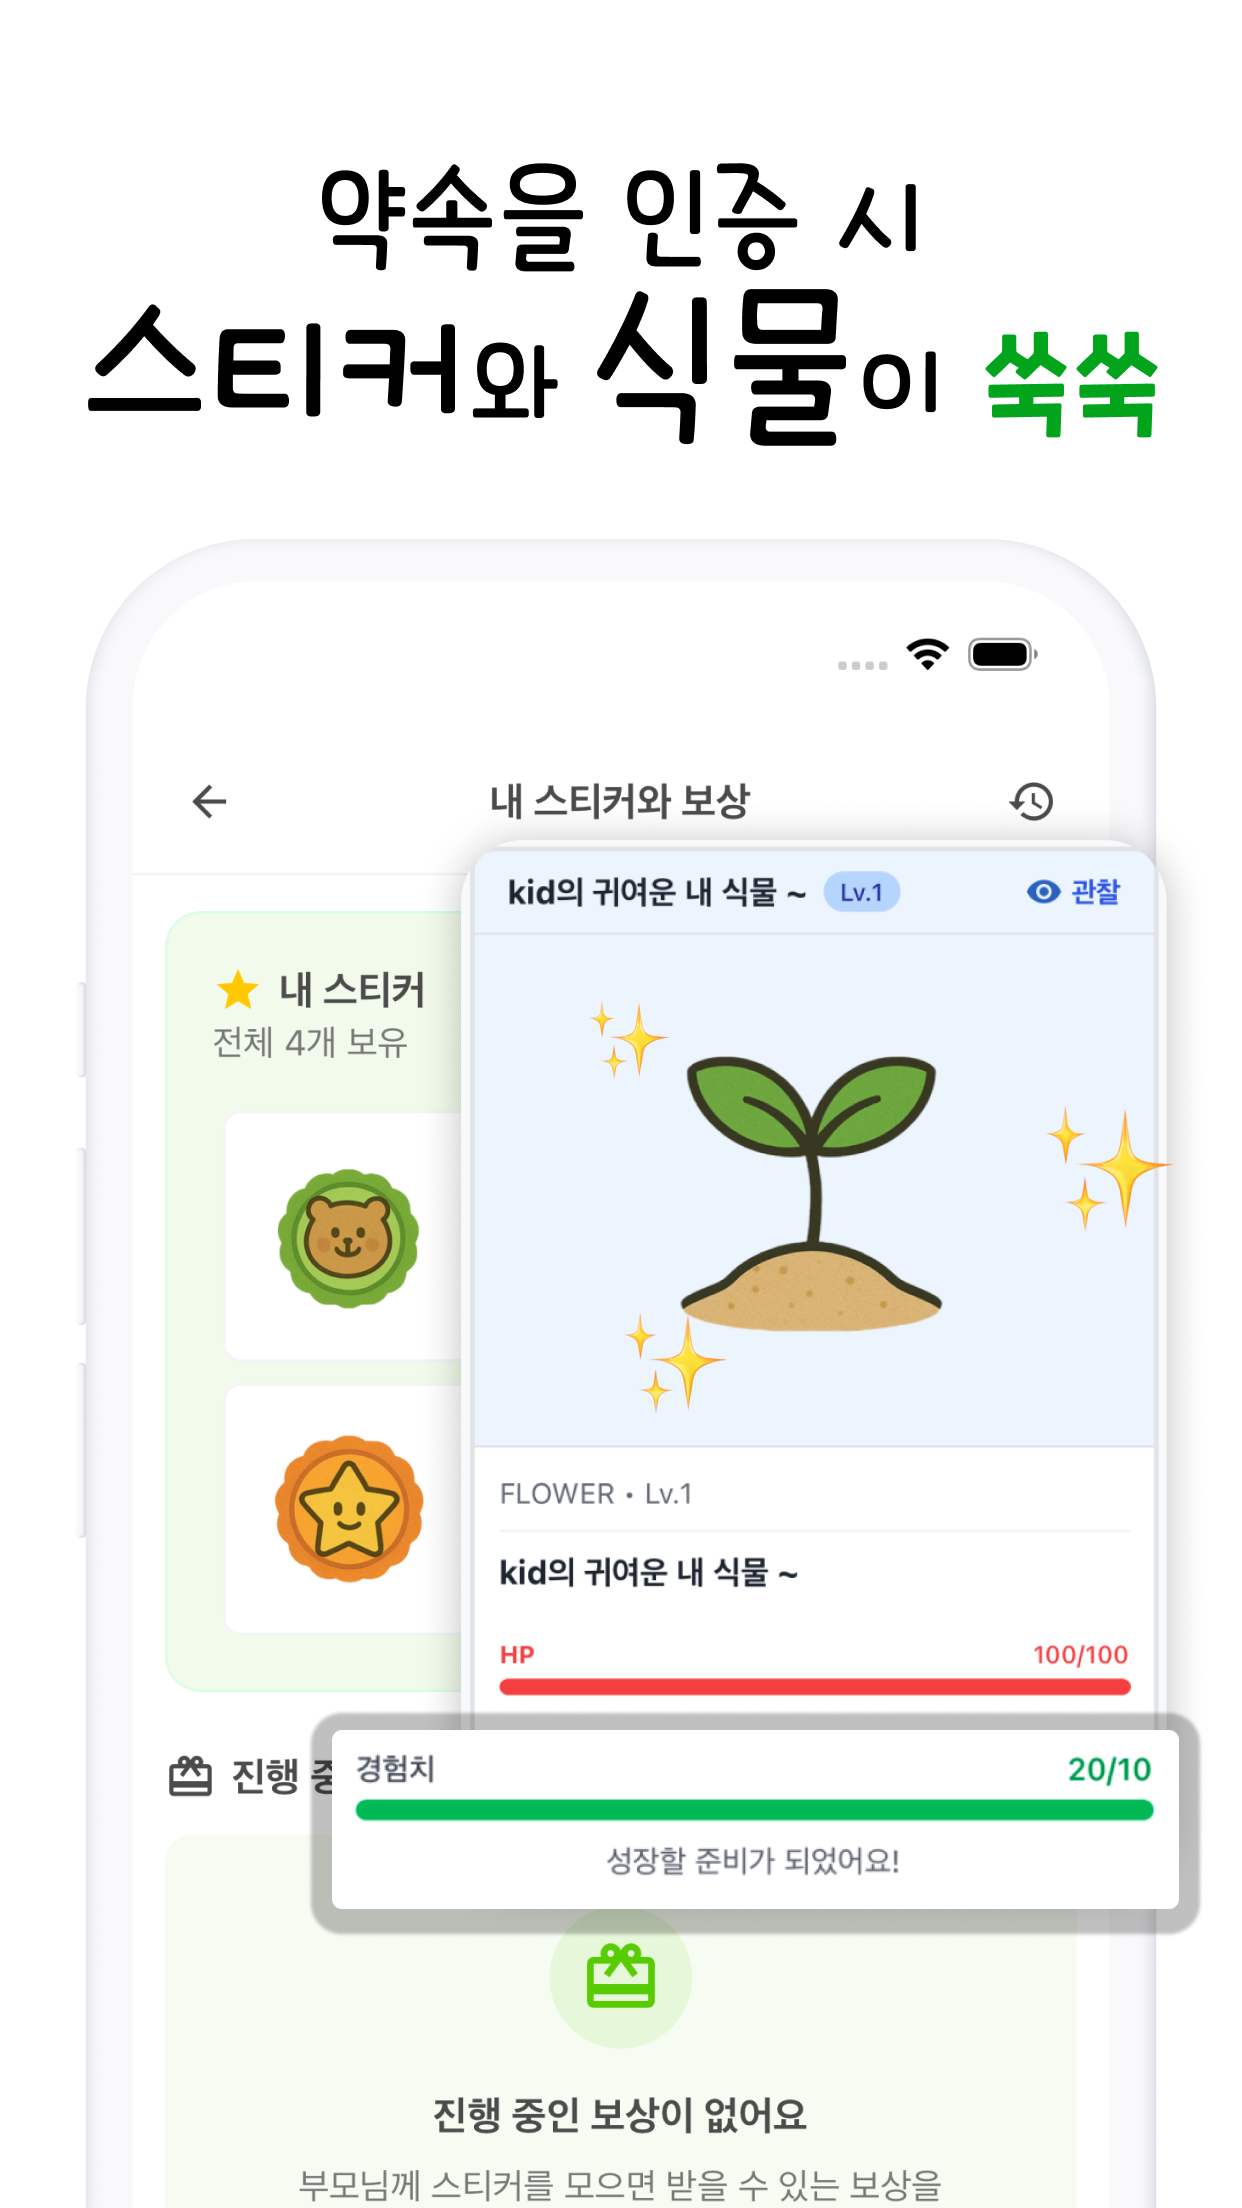 약속을 인증 시
스티커와 식물이 쑥쑥
내 스티커와 보상
kid의 귀여운 내 식물 ~ Lv.1 관찰
내 스티커
전체 4개 보유
FLOWER • Lv.1
kid의 귀여운 내 식물 ~
HP 100/100
진행 중
경험치 20/10
성장할 준비가 되었어요!
진행 중인 보상이 없어요
부모님께 스티커를 모으면 받을 수 있는 보상을